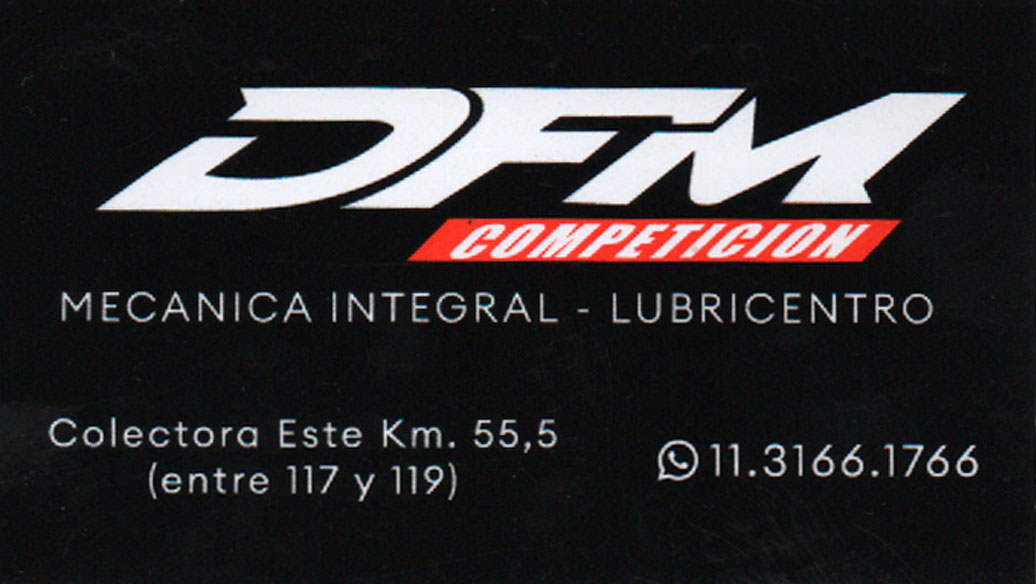 DFM
COMPETICION
MECANICA INTEGRAL - LUBRICENTRO
Colectora Este Km. 55,5
(entre 117 y 119)
11.3166.1766